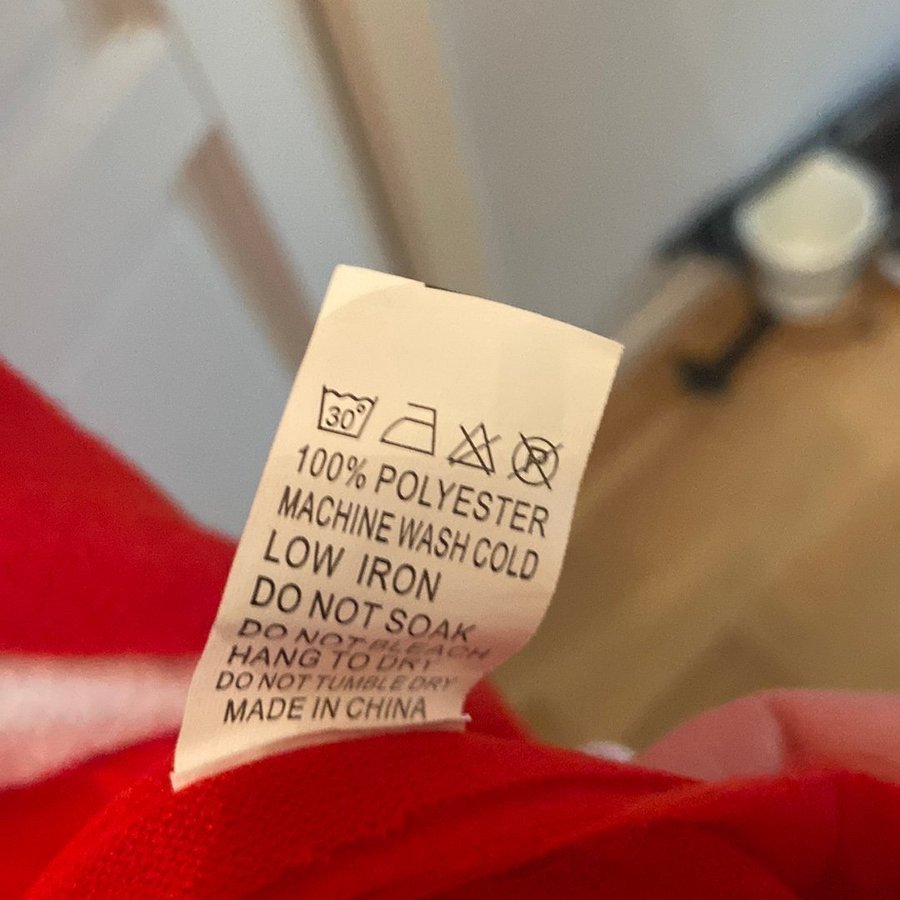 30°
P
100% POLYESTER
MACHINE WASH COLD
LOW IRON
DO NOT SOAK
DO NOT BLEACH
HANG TO DRY
DO NOT TUMBLE DRY
MADE IN CHINA